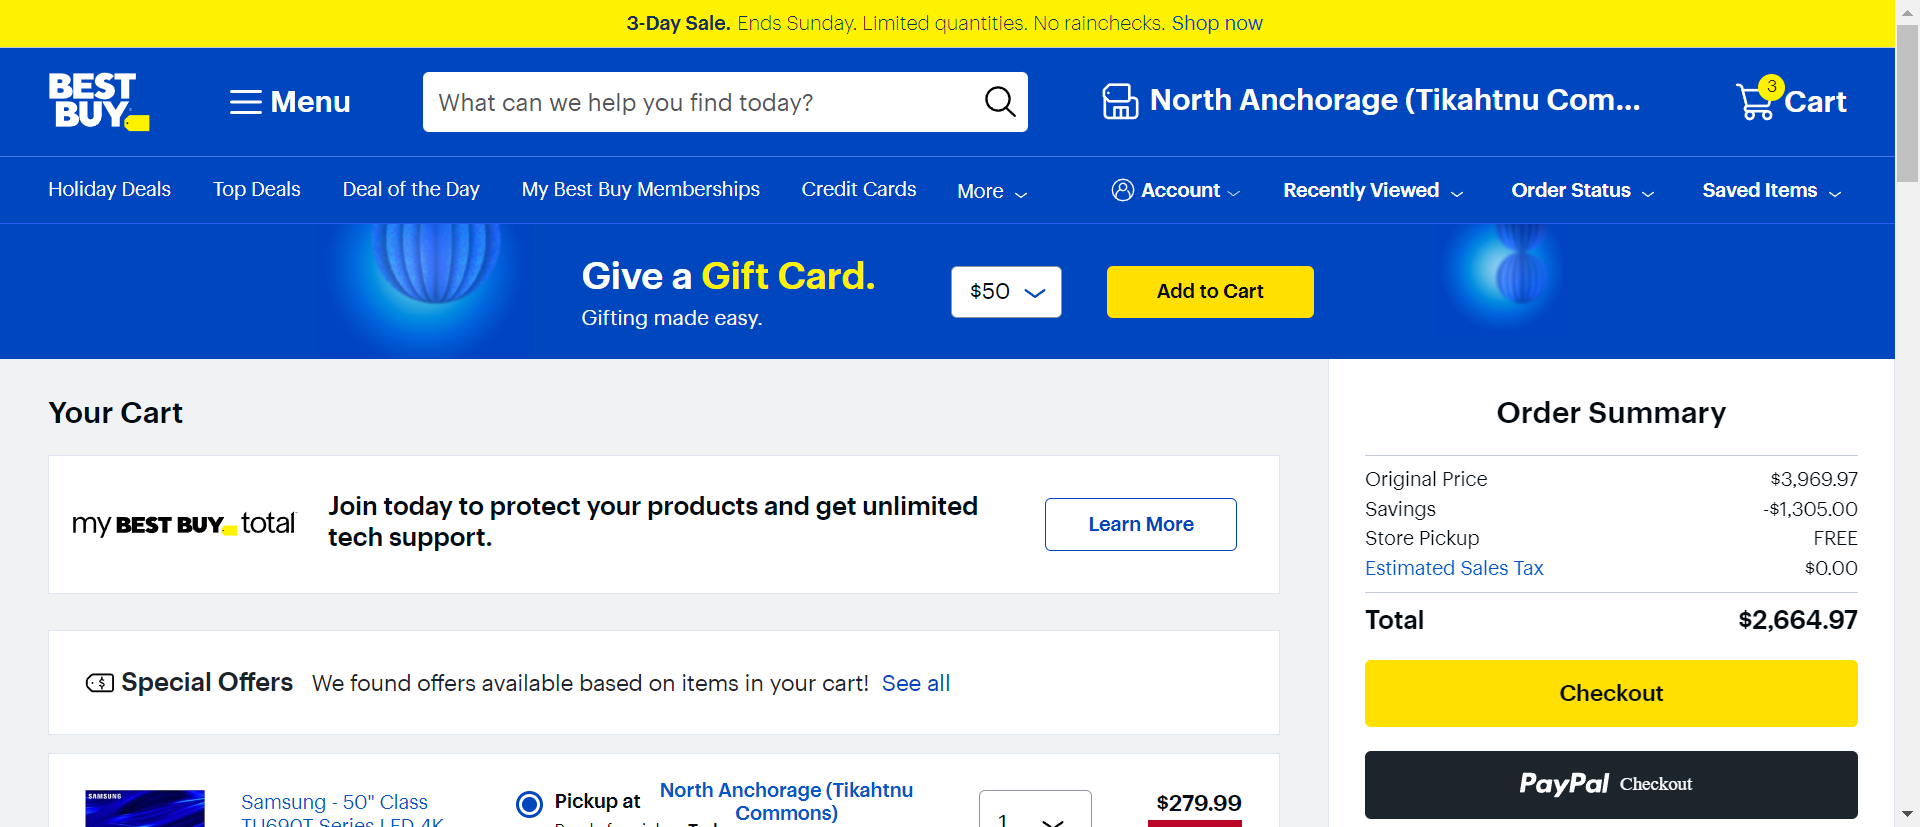 3-Day Sale. Ends Sunday. Limited quantities. No rainchecks. Shop now
BEST BUY
Menu
What can we help you find today?
North Anchorage (Tikahtnu Com...
3
Cart
Holiday Deals
Top Deals
Deal of the Day
My Best Buy Memberships
Credit Cards
More
Account
Recently Viewed
Order Status
Saved Items
Give a Gift Card.
Gifting made easy.
$50
Add to Cart
Your Cart
my BEST BUY total
Join today to protect your products and get unlimited
tech support.
Learn More
Special Offers We found offers available based on items in your cart! See all
SAMSUNG
Samsung - 50" Class
TU690T Series LED 4K
Pickup at North Anchorage (Tikahtnu
Commons)
1
$279.99
Order Summary
Original Price $3,969.97
Savings -$1,305.00
Store Pickup FREE
Estimated Sales Tax $0.00
Total $2,664.97
Checkout
PayPal Checkout